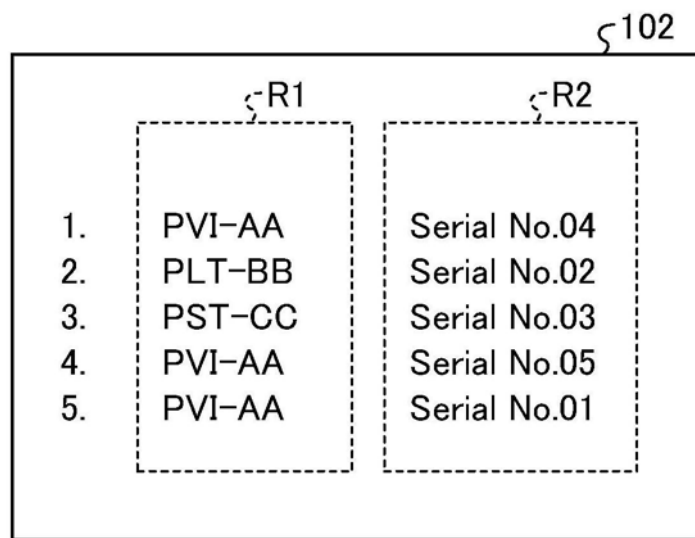 102
R1 R2
1. PVI-AA Serial No.04
2. PLT-BB Serial No.02
3. PST-CC Serial No.03
4. PVI-AA Serial No.05
5. PVI-AA Serial No.01